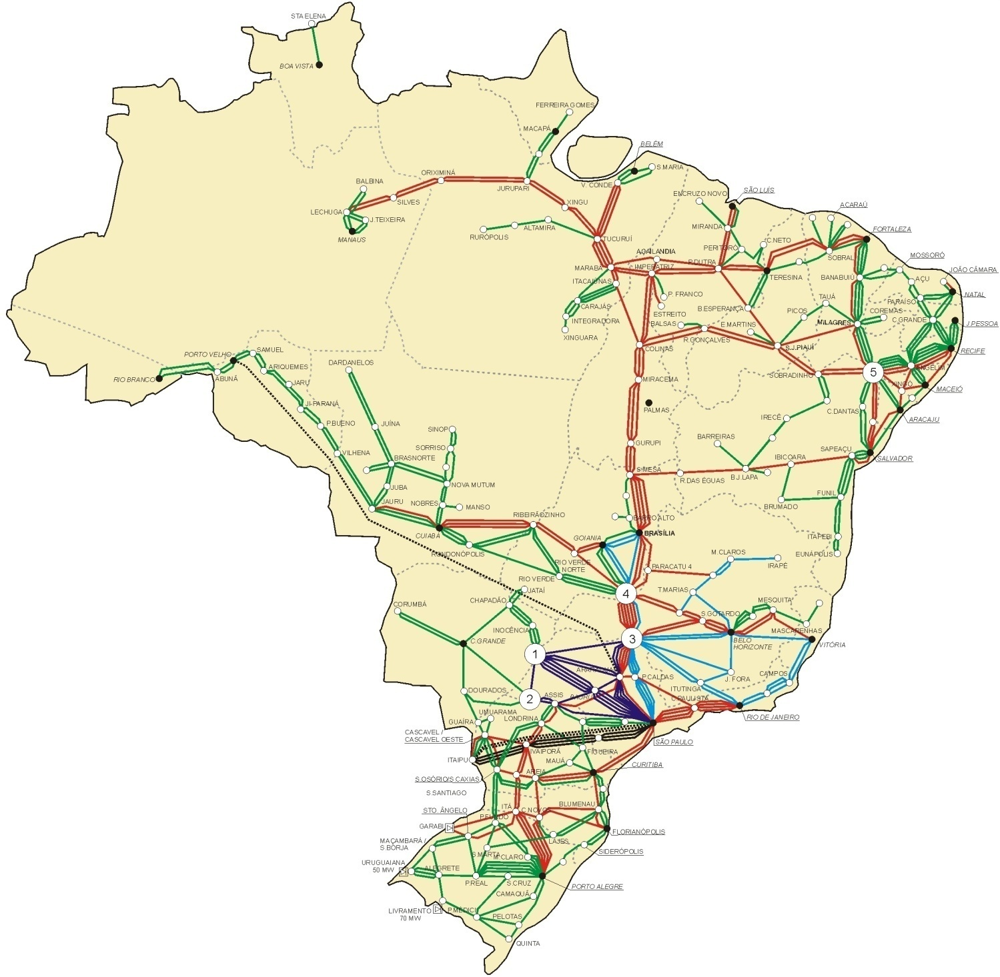 STA ELENA
BOA VISTA
FERREIRA GOMES
MACAPÁ
BELÉM
S.MARIA
ORIXIMINÁ
V. CONDE
BALBINA
JURUPARI
ENCRUZO NOVO
SÃO LUÍS
SILVES
XINGU
ACARAÚ
LECHUGA
J.TEIXEIRA
MANAUS
RURÓPOLIS
ALTAMIRA
TUCURUÍ
MIRANDA
C.NETO
FORTALEZA
PERITORÓ
AÇAILANDIA
SOBRAL
MOSSORÓ
MARABÁ
IMPERATRIZ
P.DUTRA
TERESINA
BANABUIÚ
AÇU
JOÃO CÂMARA
ITACAIÚNAS
P. FRANCO
NATAL
CARAJÁS
ESTREITO
B.ESPERANÇA
PICOS
TAUÁ
PARAÍSO
COREMAS
INTEGRADORA
BALSAS
E.MARTINS
MILAGRES
C.GRANDE
J.PESSOA
XINGUARA
R.GONÇALVES
COLINAS
S.J.PIAUÍ
RECIFE
PORTO VELHO
SAMUEL
ARIQUEMES
DARDANELOS
RIO BRANCO
ABUNÃ
JARU
MIRACEMA
SOBRADINHO
5
ANGELIM
XINGÓ
MACEIÓ
JI-PARANÁ
PALMAS
C.DANTAS
ARACAJU
P.BUENO
JUÍNA
SINOP
IRECÊ
BARREIRAS
GURUPI
SORRISO
SAPEAÇU
VILHENA
BRASNORTE
IBICOARA
SALVADOR
S.MESA
R.DAS ÉGUAS
B.J.LAPA
JUBA
NOVA MUTUM
FUNIL
JAURU
NOBRES
MANSO
BRUMADO
RIBEIRÃOZINHO
BARRO ALTO
CUIABÁ
GOIANIA
BRASÍLIA
ITAPEBI
RONDONÓPOLIS
EUNÁPOLIS
RIO VERDE
NORTE
M.CLAROS
IRAPÉ
PARACATU 4
RIO VERDE
JATAÍ
4
T.MARIAS
CHAPADÃO
MESQUITA
CORUMBÁ
S.GOTARDO
INOCÊNCIA
MASCARENHAS
C.GRANDE
3
BELO
HORIZONTE
VITÓRIA
1
ARARAQUARA
P.CALDAS
J. FORA
CAMPOS
ITUTINGA
DOURADOS
2
ASSIS
BAURU
C.PAULISTA
RIO DE JANEIRO
UMUARAMA
GUAÍRA
LONDRINA
CASCAVEL /
CASCAVEL OESTE
SÃO PAULO
IVAIPORÃ
FIGUEIRA
ITAIPU
MAUÁ
CURITIBA
AREIA
S.OSÓRIO/S CAXIAS
S.SANTIAGO
STO. ÂNGELO
ITÁ
C.NOVOS
BLUMENAU
P.FUNDO
GARABI
FLORIANÓPOLIS
MAÇAMBARÁ /
S.BORJA
LAJES
SIDERÓPOLIS
S.MARTA
M.CLARO
URUGUAIANA
50 MW
ALEGRETE
P.REAL
S.CRUZ
PORTO ALEGRE
CAMAQUÃ
LIVRAMENTO
70 MW
P.MÉDICI
PELOTAS
QUINTA